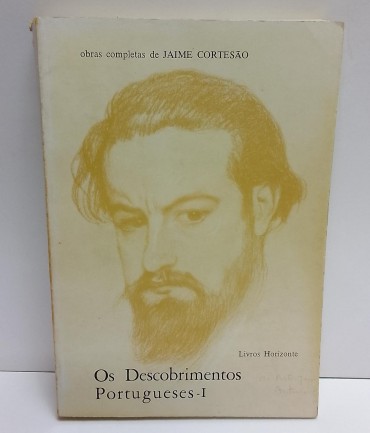 obras completas de JAIME CORTESÃO
Livros Horizonte
Os Descobrimentos
Portugueses-I